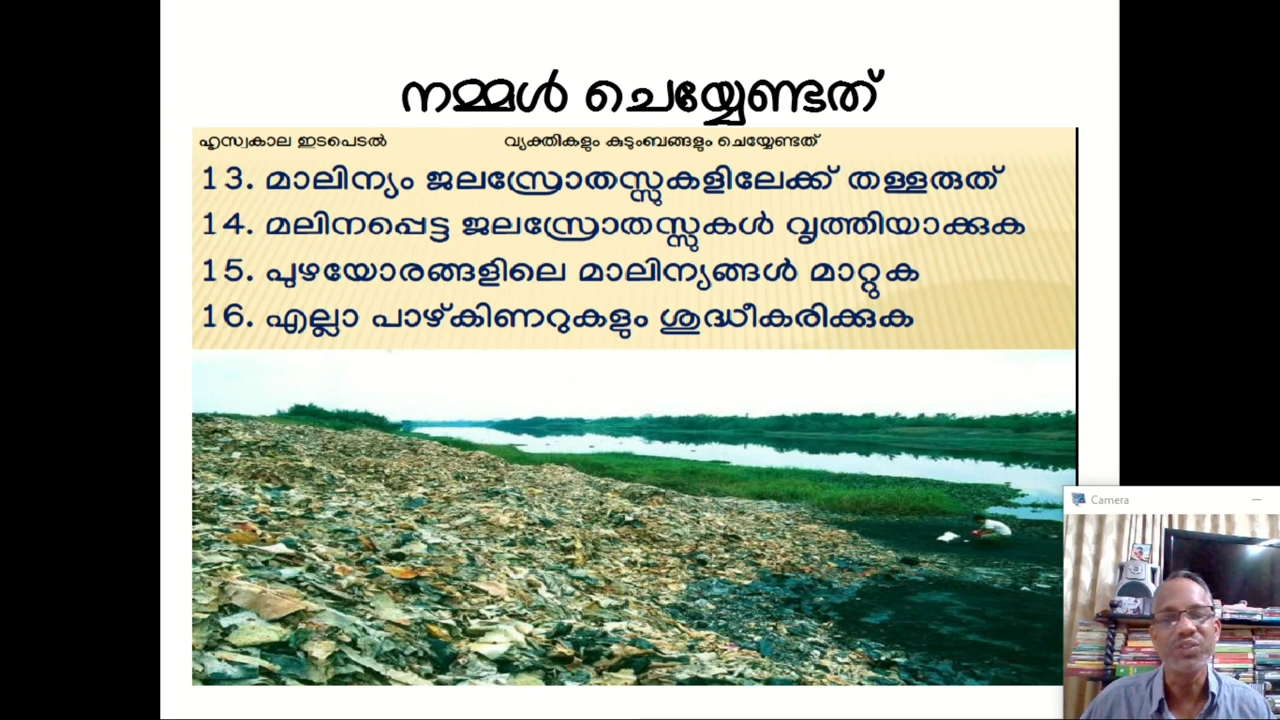 നമ്മൾ ചെയ്യേണ്ടത്
ഹ്രസ്വകാല ഇടപെടൽ വ്യക്തികളും കുടുംബങ്ങളും ചെയ്യേണ്ടത്
13. മാലിന്യം ജലസ്രോതസ്സുകളിലേക്ക് തള്ളരുത്
14. മലിനപ്പെട്ട ജലസ്രോതസ്സുകൾ വൃത്തിയാക്കുക
15. പുഴയോരങ്ങളിലെ മാലിന്യങ്ങൾ മാറ്റുക
16. എല്ലാ പാഴ്കിണറുകളും ശുദ്ധീകരിക്കുക
Camera